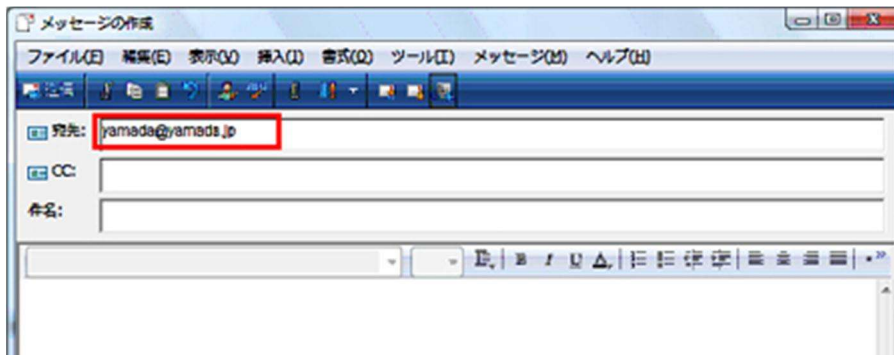 メッセージの作成
ファイル(F) 編集(E) 表示(V) 挿入(I) 書式(O) ツール(T) メッセージ(M) ヘルプ(H)
送信
宛先: yamada@yamada.jp
CC:
件名:
B I U A